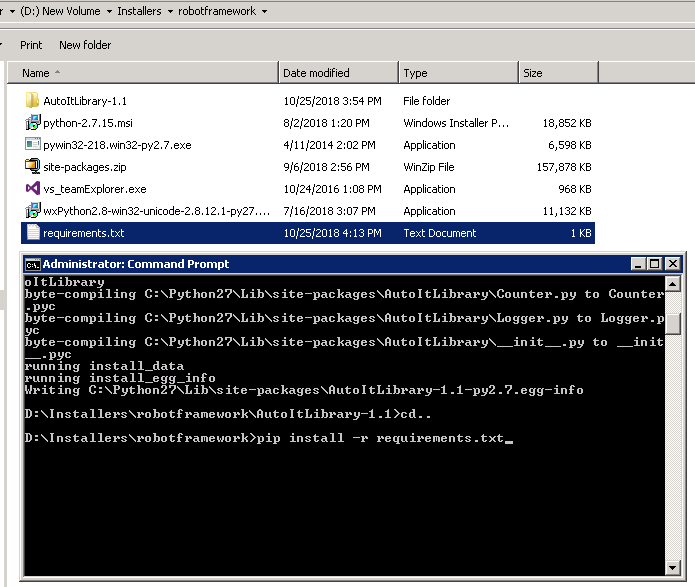 r ▾ (D:) New Volume ▾ Installers ▾ robotframework ▾
Print New folder
Name Date modified Type Size
AutoItLibrary-1.1 10/25/2018 3:54 PM File folder
python-2.7.15.msi 8/2/2018 1:20 PM Windows Installer P... 18,852 KB
pywin32-218.win32-py2.7.exe 4/11/2014 2:02 PM Application 6,598 KB
site-packages.zip 9/6/2018 2:56 PM WinZip File 157,878 KB
vs_teamExplorer.exe 10/24/2016 1:08 PM Application 968 KB
wxPython2.8-win32-unicode-2.8.12.1-py27.... 7/16/2018 3:07 PM Application 11,132 KB
requirements.txt 10/25/2018 4:13 PM Text Document 1 KB
C:\. Administrator: Command Prompt
oItLibrary
byte-compiling C:\Python27\Lib\site-packages\AutoItLibrary\Counter.py to Counter
.pyc
byte-compiling C:\Python27\Lib\site-packages\AutoItLibrary\Logger.py to Logger.p
yc
byte-compiling C:\Python27\Lib\site-packages\AutoItLibrary\__init__.py to __init
__.pyc
running install_data
running install_egg_info
Writing C:\Python27\Lib\site-packages\AutoItLibrary-1.1-py2.7.egg-info
D:\Installers\robotframework\AutoItLibrary-1.1>cd..
D:\Installers\robotframework>pip install -r requirements.txt_